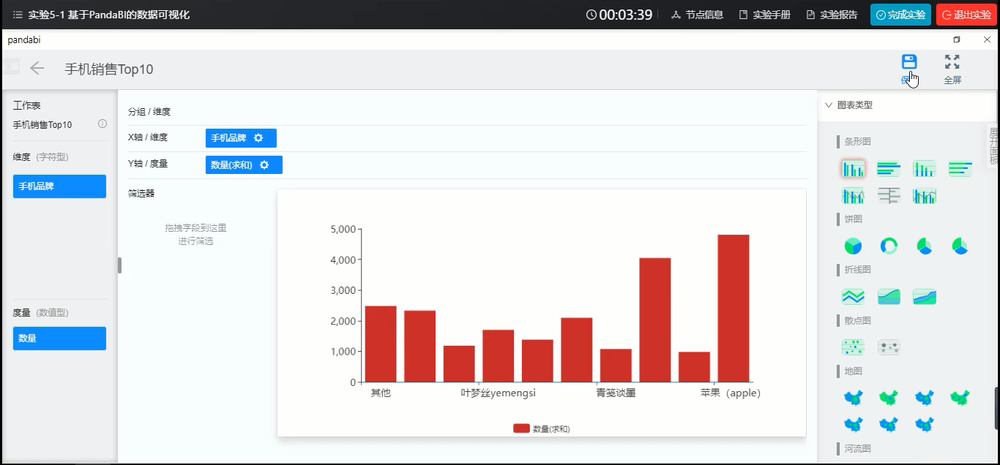 实验5-1 基于PandaBI的数据可视化
00:03:39
节点信息
实验手册
实验报告
完成实验
退出实验
pandabi
手机销售Top10
全屏
工作表
手机销售Top10
维度 (字符型)
手机品牌
度量 (数值型)
数量
分组 / 维度
X轴 / 维度
手机品牌
Y轴 / 度量
数量(求和)
筛选器
拖拽字段到这里
进行筛选
5,000
4,000
3,000
2,000
1,000
0
其他
叶梦丝yemengsi
青笺谈墨
苹果（apple）
数量(求和)
图表类型
条形图
饼图
折线图
散点图
地图
河流图
展开面板